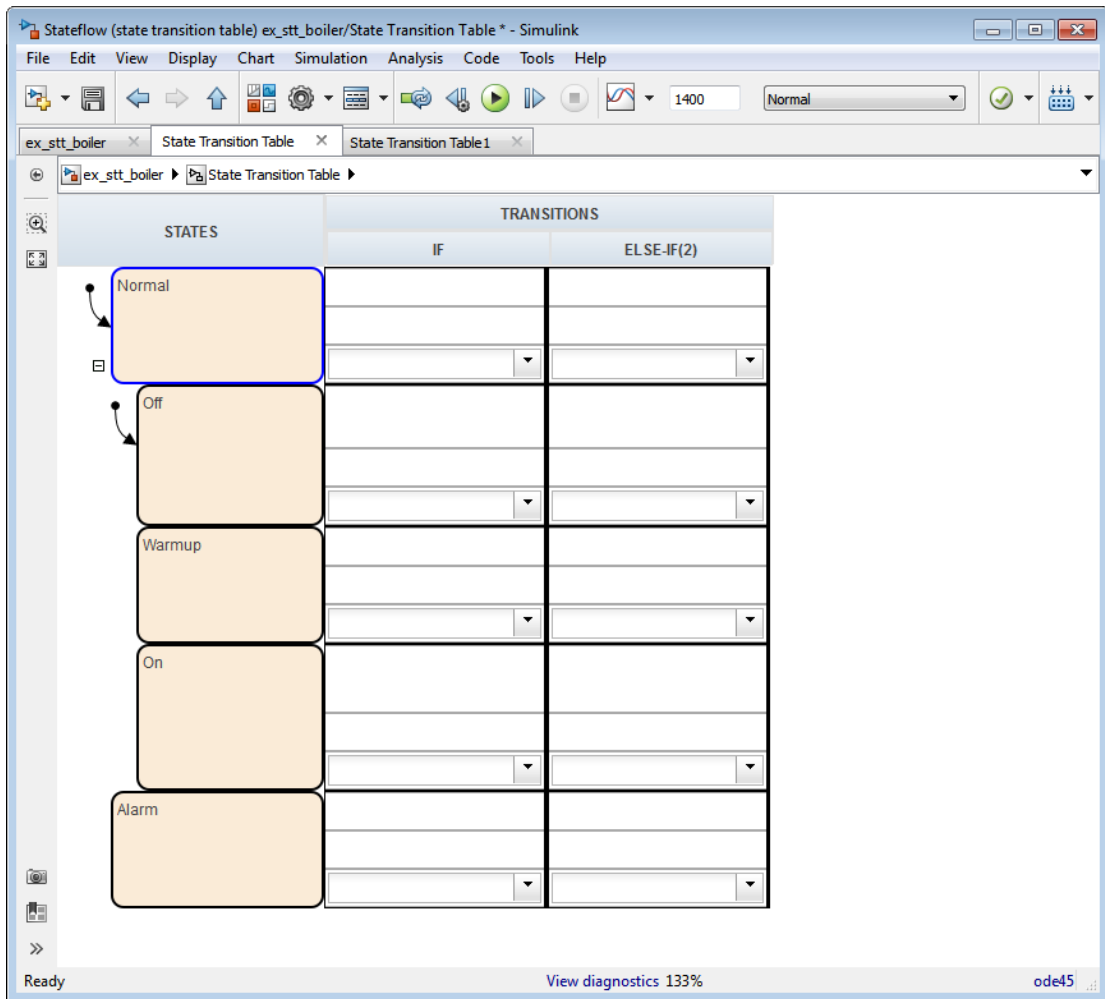 Stateflow (state transition table) ex_stt_boiler/State Transition Table * - Simulink
File Edit View Display Chart Simulation Analysis Code Tools Help
1400 Normal
ex_stt_boiler State Transition Table State Transition Table1
ex_stt_boiler State Transition Table
STATES
TRANSITIONS
IF ELSE-IF(2)
Normal
Off
Warmup
On
Alarm
Ready View diagnostics 133% ode45